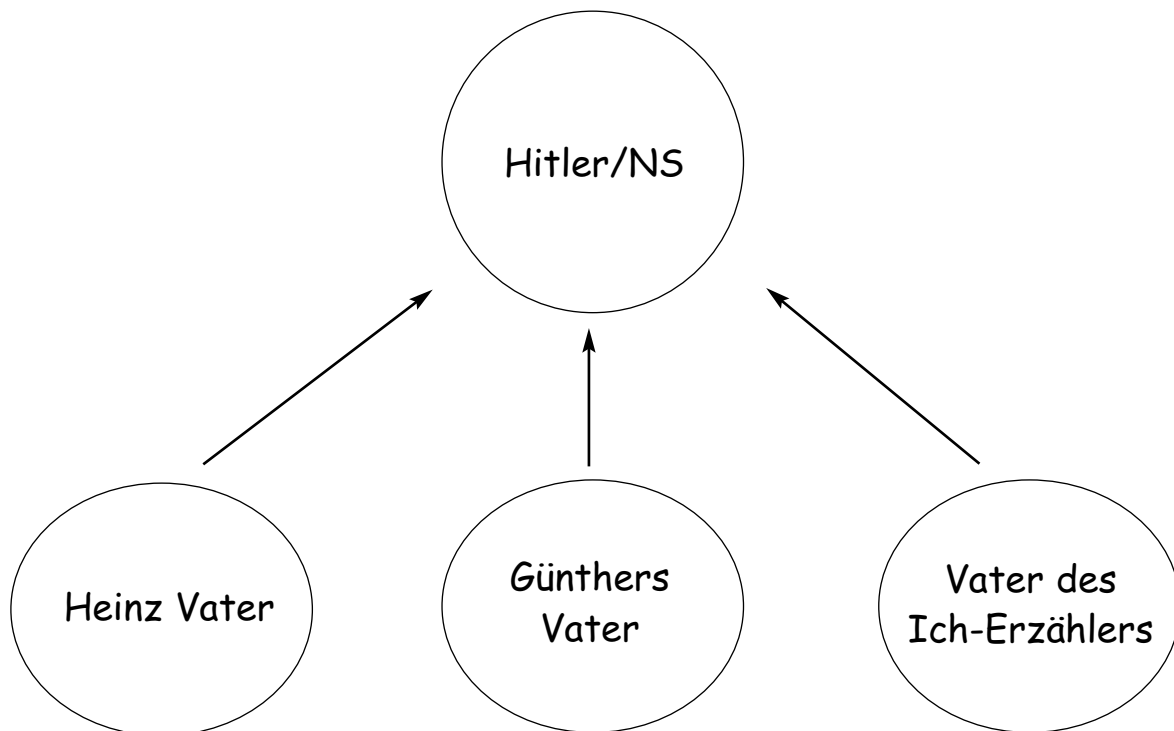 Hitler/NS
Heinz Vater
Günthers
Vater
Vater des
Ich-Erzählers